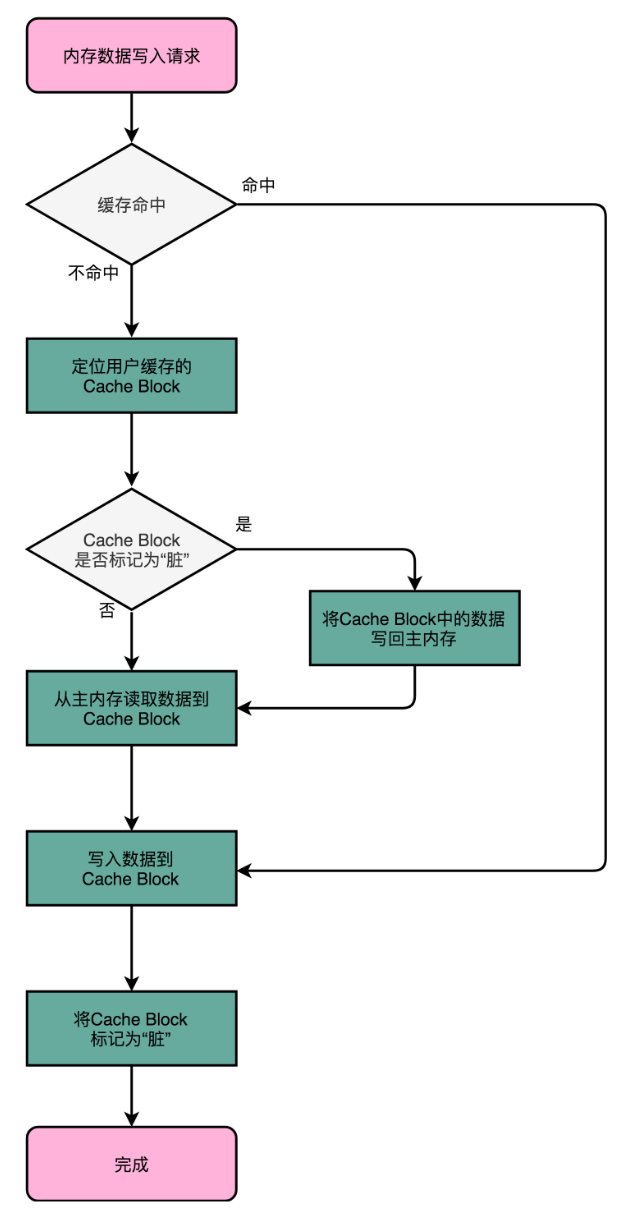 内存数据写入请求
命中
缓存命中
不命中
定位用户缓存的
Cache Block
是
Cache Block
是否标记为“脏”
否
将Cache Block中的数据
写回主内存
从主内存读取数据到
Cache Block
写入数据到
Cache Block
将Cache Block
标记为“脏”
完成